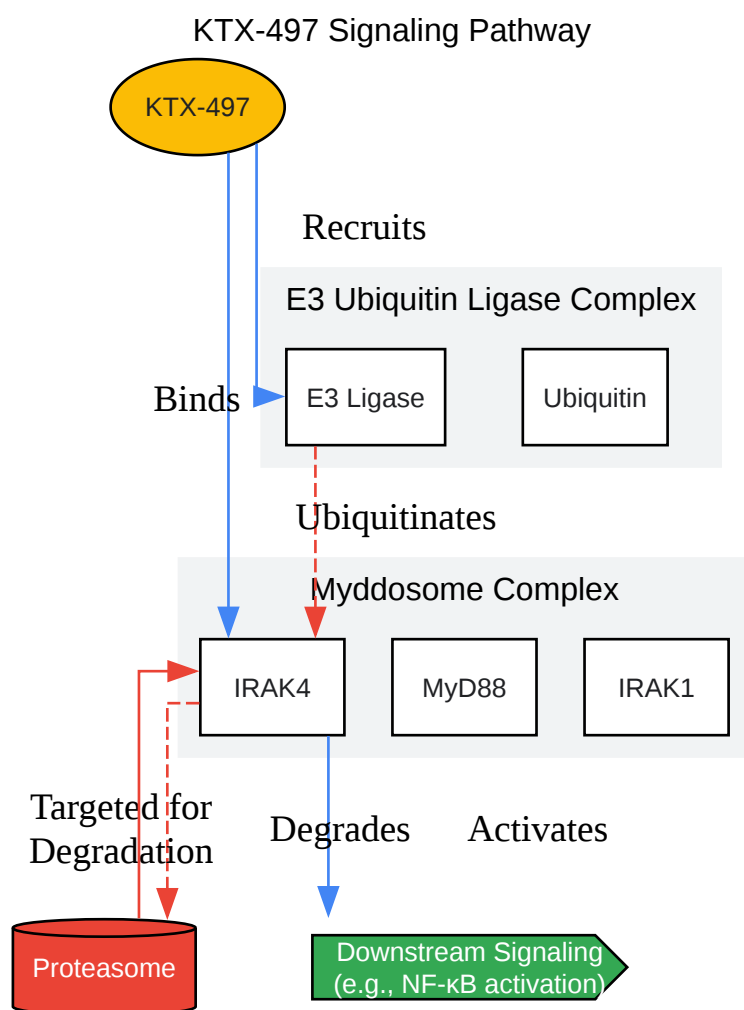 KTX-497 Signaling Pathway
KTX-497
Recruits
E3 Ubiquitin Ligase Complex
Binds
E3 Ligase
Ubiquitin
Ubiquitinates
Myddosome Complex
IRAK4
MyD88
IRAK1
Targeted for
Degradation
Degrades
Activates
Proteasome
Downstream Signaling
(e.g., NF-κB activation)